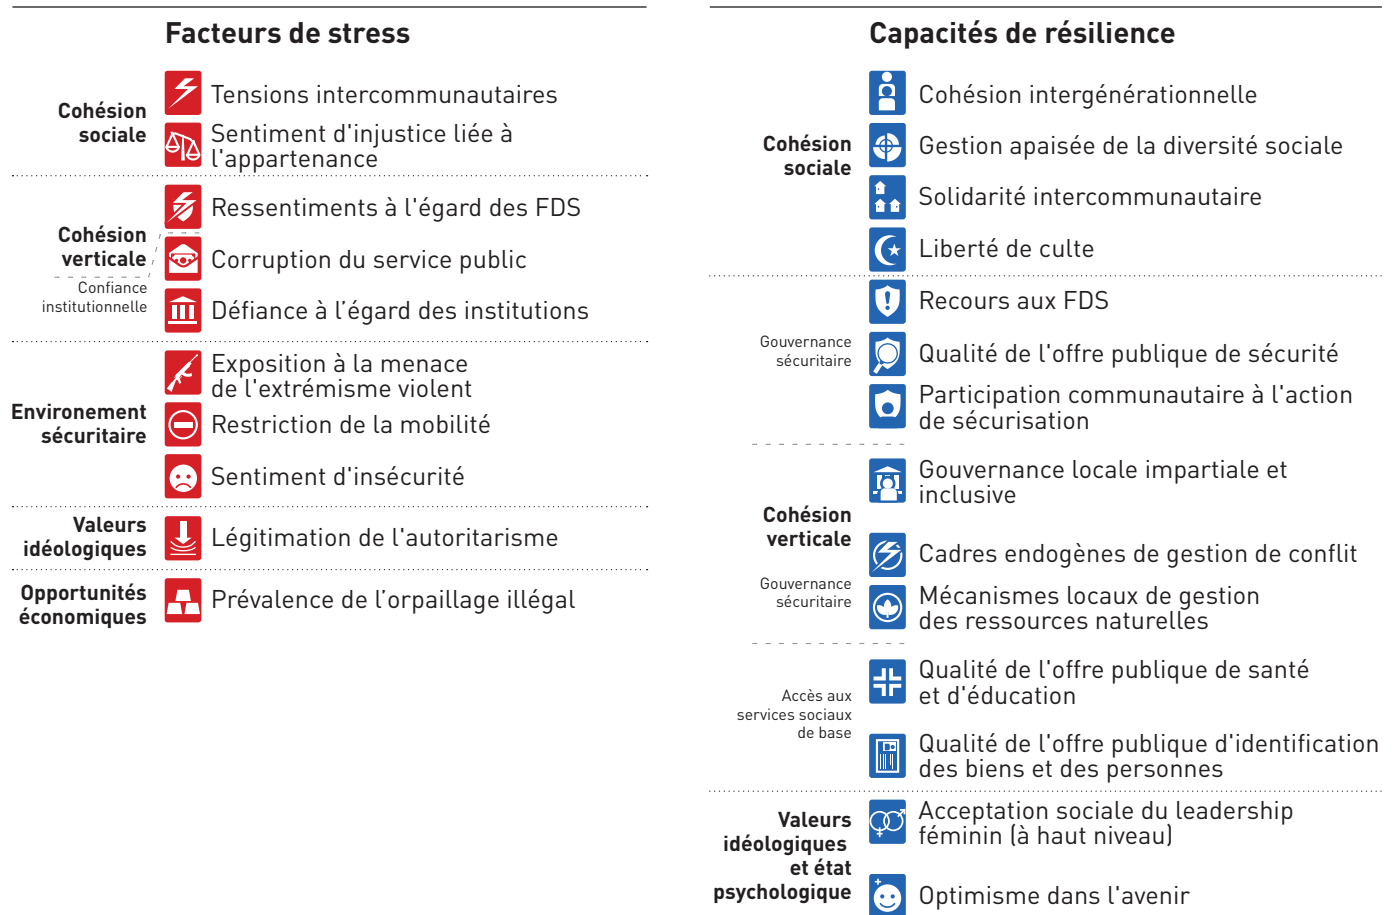 Facteurs de stress
Cohésion
sociale
Tensions intercommunautaires
Sentiment d'injustice liée à
l'appartenance
Cohésion
verticale
Confiance
institutionnelle
Ressentiments à l'égard des FDS
Corruption du service public
Défiance à l’égard des institutions
Environement
sécuritaire
Exposition à la menace
de l'extrémisme violent
Restriction de la mobilité
Sentiment d'insécurité
Valeurs
idéologiques
Légitimation de l'autoritarisme
Opportunités
économiques
Prévalence de l’orpaillage illégal
Capacités de résilience
Cohésion
sociale
Cohésion intergénérationnelle
Gestion apaisée de la diversité sociale
Solidarité intercommunautaire
Liberté de culte
Gouvernance
sécuritaire
Recours aux FDS
Qualité de l'offre publique de sécurité
Participation communautaire à l'action
de sécurisation
Cohésion
verticale
Gouvernance
sécuritaire
Gouvernance locale impartiale et
inclusive
Cadres endogènes de gestion de conflit
Mécanismes locaux de gestion
des ressources naturelles
Accès aux
services sociaux
de base
Qualité de l'offre publique de santé
et d'éducation
Qualité de l'offre publique d'identification
des biens et des personnes
Valeurs
idéologiques
et état
psychologique
Acceptation sociale du leadership
féminin (à haut niveau)
Optimisme dans l'avenir